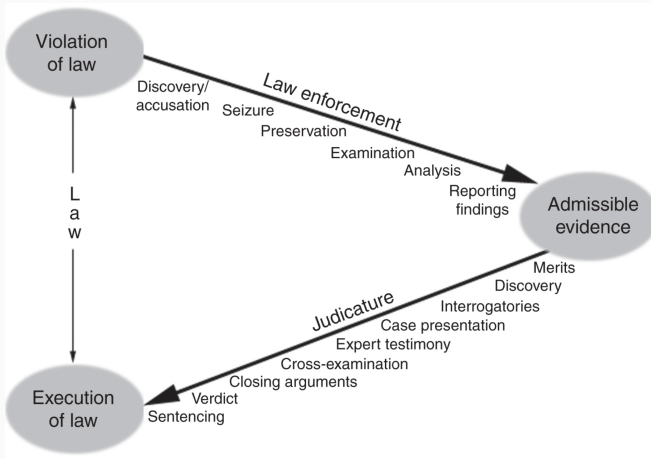 Violation
of law
Law enforcement
Discovery/
accusation
Seizure
Preservation
Examination
Analysis
Reporting
findings
Admissible
evidence
L
a
w
Judicature
Merits
Discovery
Interrogatories
Case presentation
Expert testimony
Cross-examination
Closing arguments
Verdict
Sentencing
Execution
of law